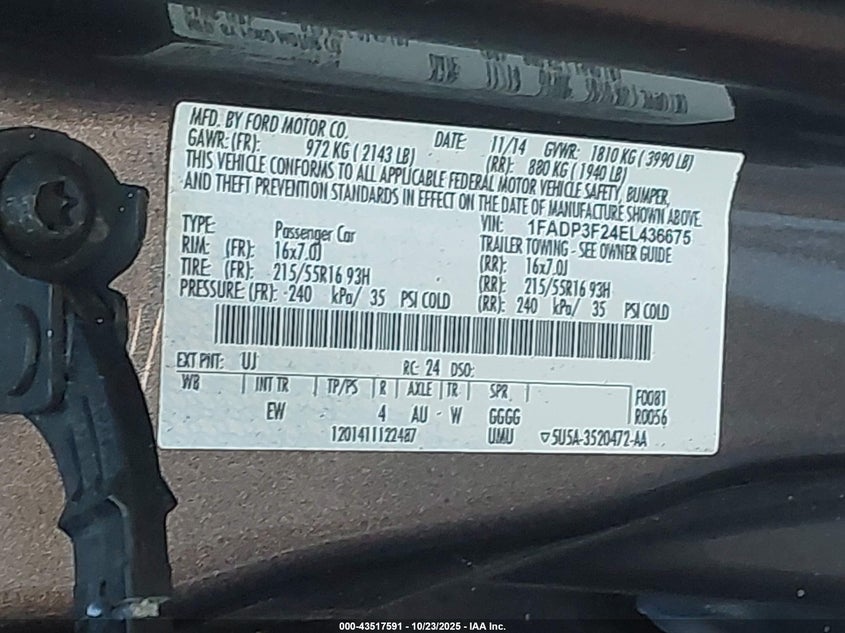 MFD. BY FORD MOTOR CO. DATE: 11/14 GVWR: 1810 KG ( 3990 LB)
GAWR: (FR): 972 KG ( 2143 LB) (RR): 880 KG ( 1940 LB)
THIS VEHICLE CONFORMS TO ALL APPLICABLE FEDERAL MOTOR VEHICLE SAFETY, BUMPER,
AND THEFT PREVENTION STANDARDS IN EFFECT ON THE DATE OF MANUFACTURE SHOWN ABOVE.
VIN: 1FADP3F24EL436675
TYPE: Passenger Car TRAILER TOWING - SEE OWNER GUIDE
RIM: (FR): 16x7.0J (RR): 16x7.0J
TIRE: (FR): 215/55R16 93H (RR): 215/55R16 93H
PRESSURE: (FR): 240 kPa/ 35 PSI COLD (RR): 240 kPa/ 35 PSI COLD
EXT PNT: UJ RC: 24 DSO:
WB INT TR TP/PS R AXLE TR SPR F0081
EW 4 AU - W GGGG R0056
1201411122487 UMU ▽5U5A-3520472-AA
000-43517591 - 10/23/2025 - IAA Inc.